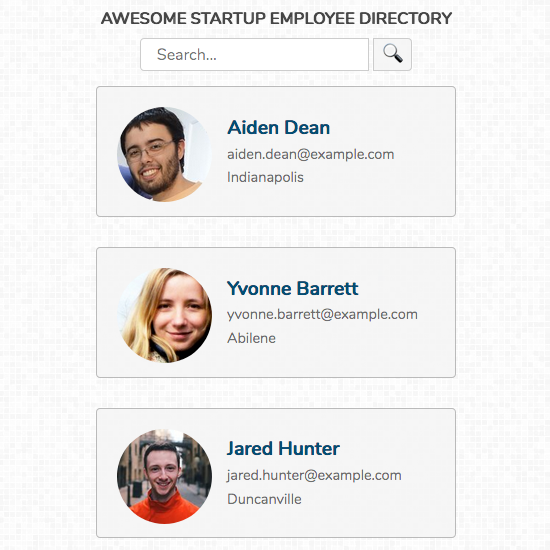 AWESOME STARTUP EMPLOYEE DIRECTORY
Search...
Aiden Dean
aiden.dean@example.com
Indianapolis
Yvonne Barrett
yvonne.barrett@example.com
Abilene
Jared Hunter
jared.hunter@example.com
Duncanville